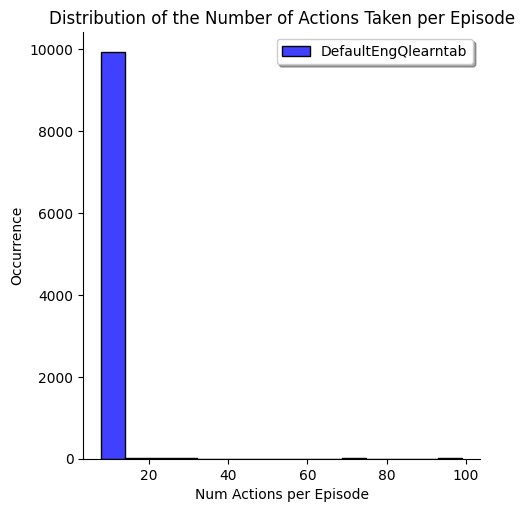 Distribution of the Number of Actions Taken per Episode
DefaultEngQlearntab
10000
8000
6000
4000
2000
0
Occurrence
20 40 60 80 100
Num Actions per Episode